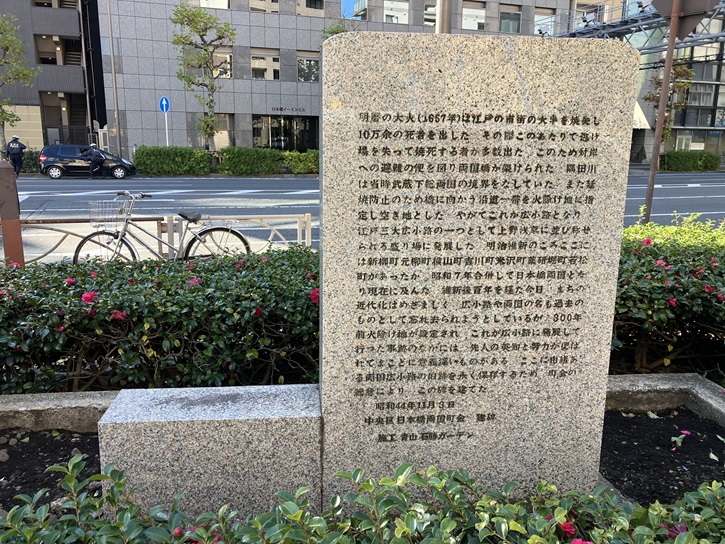 日本橋イースビル
明暦の大火(1657年)は江戸の市街の大半を焼亡し
10万余の死者を出した その際このあたりで逃げ
場を失って焼死する者が多数出た このため対岸
への避難の便を図り両国橋が架けられた 隅田川
は当時武蔵下総両国の境界をなしていた また延
焼防止のため橋に向かう沿道一帯を火除け地に指
定し空き地とした やがてこれが広小路となり
江戸三大広小路の一つとして上野浅草に並び称せ
られる盛り場に発展した 明治維新のころここに
は新柳町元柳町横山町吉川町米沢町薬研堀町若松
町があったが 昭和7年合併して日本橋両国とな
り現在に及んだ 維新後百年を経た今日 まちの
近代化はめざましく 広小路や両国の名も過去の
ものとして忘れ去られようとしているが 300年
前火除け地が設定され これが広小路に発展して
行った事跡のなかには 先人の英知と努力が偲ば
れてまことに意義深いものがある ここに由緒あ
る両国広小路の旧跡を永く保存するため 町会の
総意により この碑を建てた
昭和44年11月3日
中央区日本橋両国町会 建碑
施工 青山 石勝ガーデン